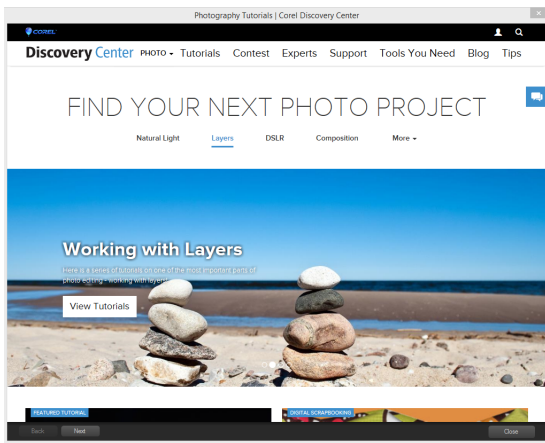 Photography Tutorials | Corel Discovery Center
COREL
Discovery Center PHOTO Tutorials Contest Experts Support Tools You Need Blog Tips
FIND YOUR NEXT PHOTO PROJECT
Natural Light Layers DSLR Composition More
Working with Layers
Here is a series of tutorials on one of the most important parts of
photo editing - working with layers!
View Tutorials
FEATURED TUTORIAL DIGITAL SCRAPBOOKING
Back Next Close